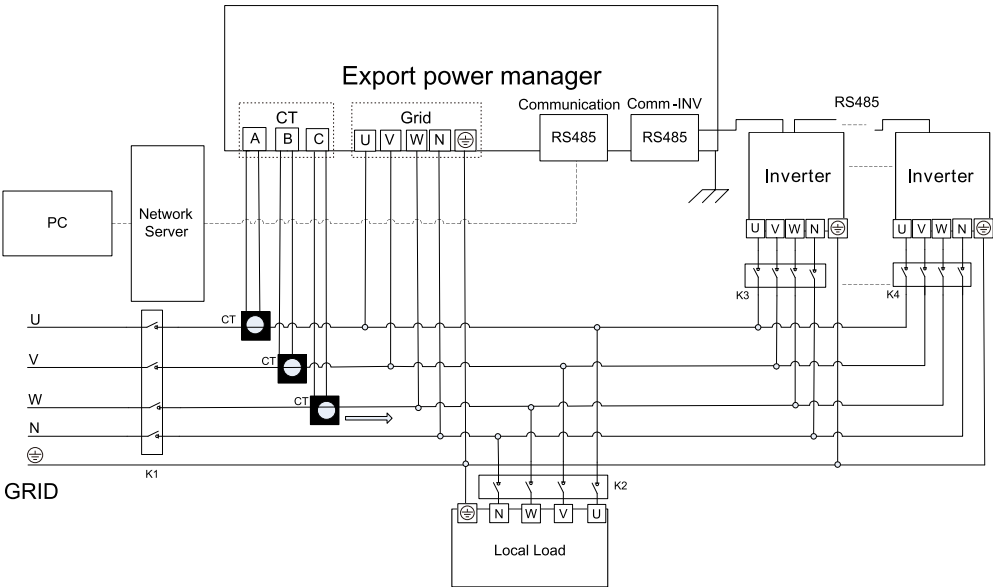 Export power manager
Communication
Comm-INV
RS485
CT
Grid
A
B
C
U
V
W
N
RS485
RS485
PC
Network
Server
Inverter
Inverter
U
V
W
N
U
V
W
N
K3
K4
U
CT
V
CT
W
CT
N
K1
GRID
K2
N
W
V
U
Local Load